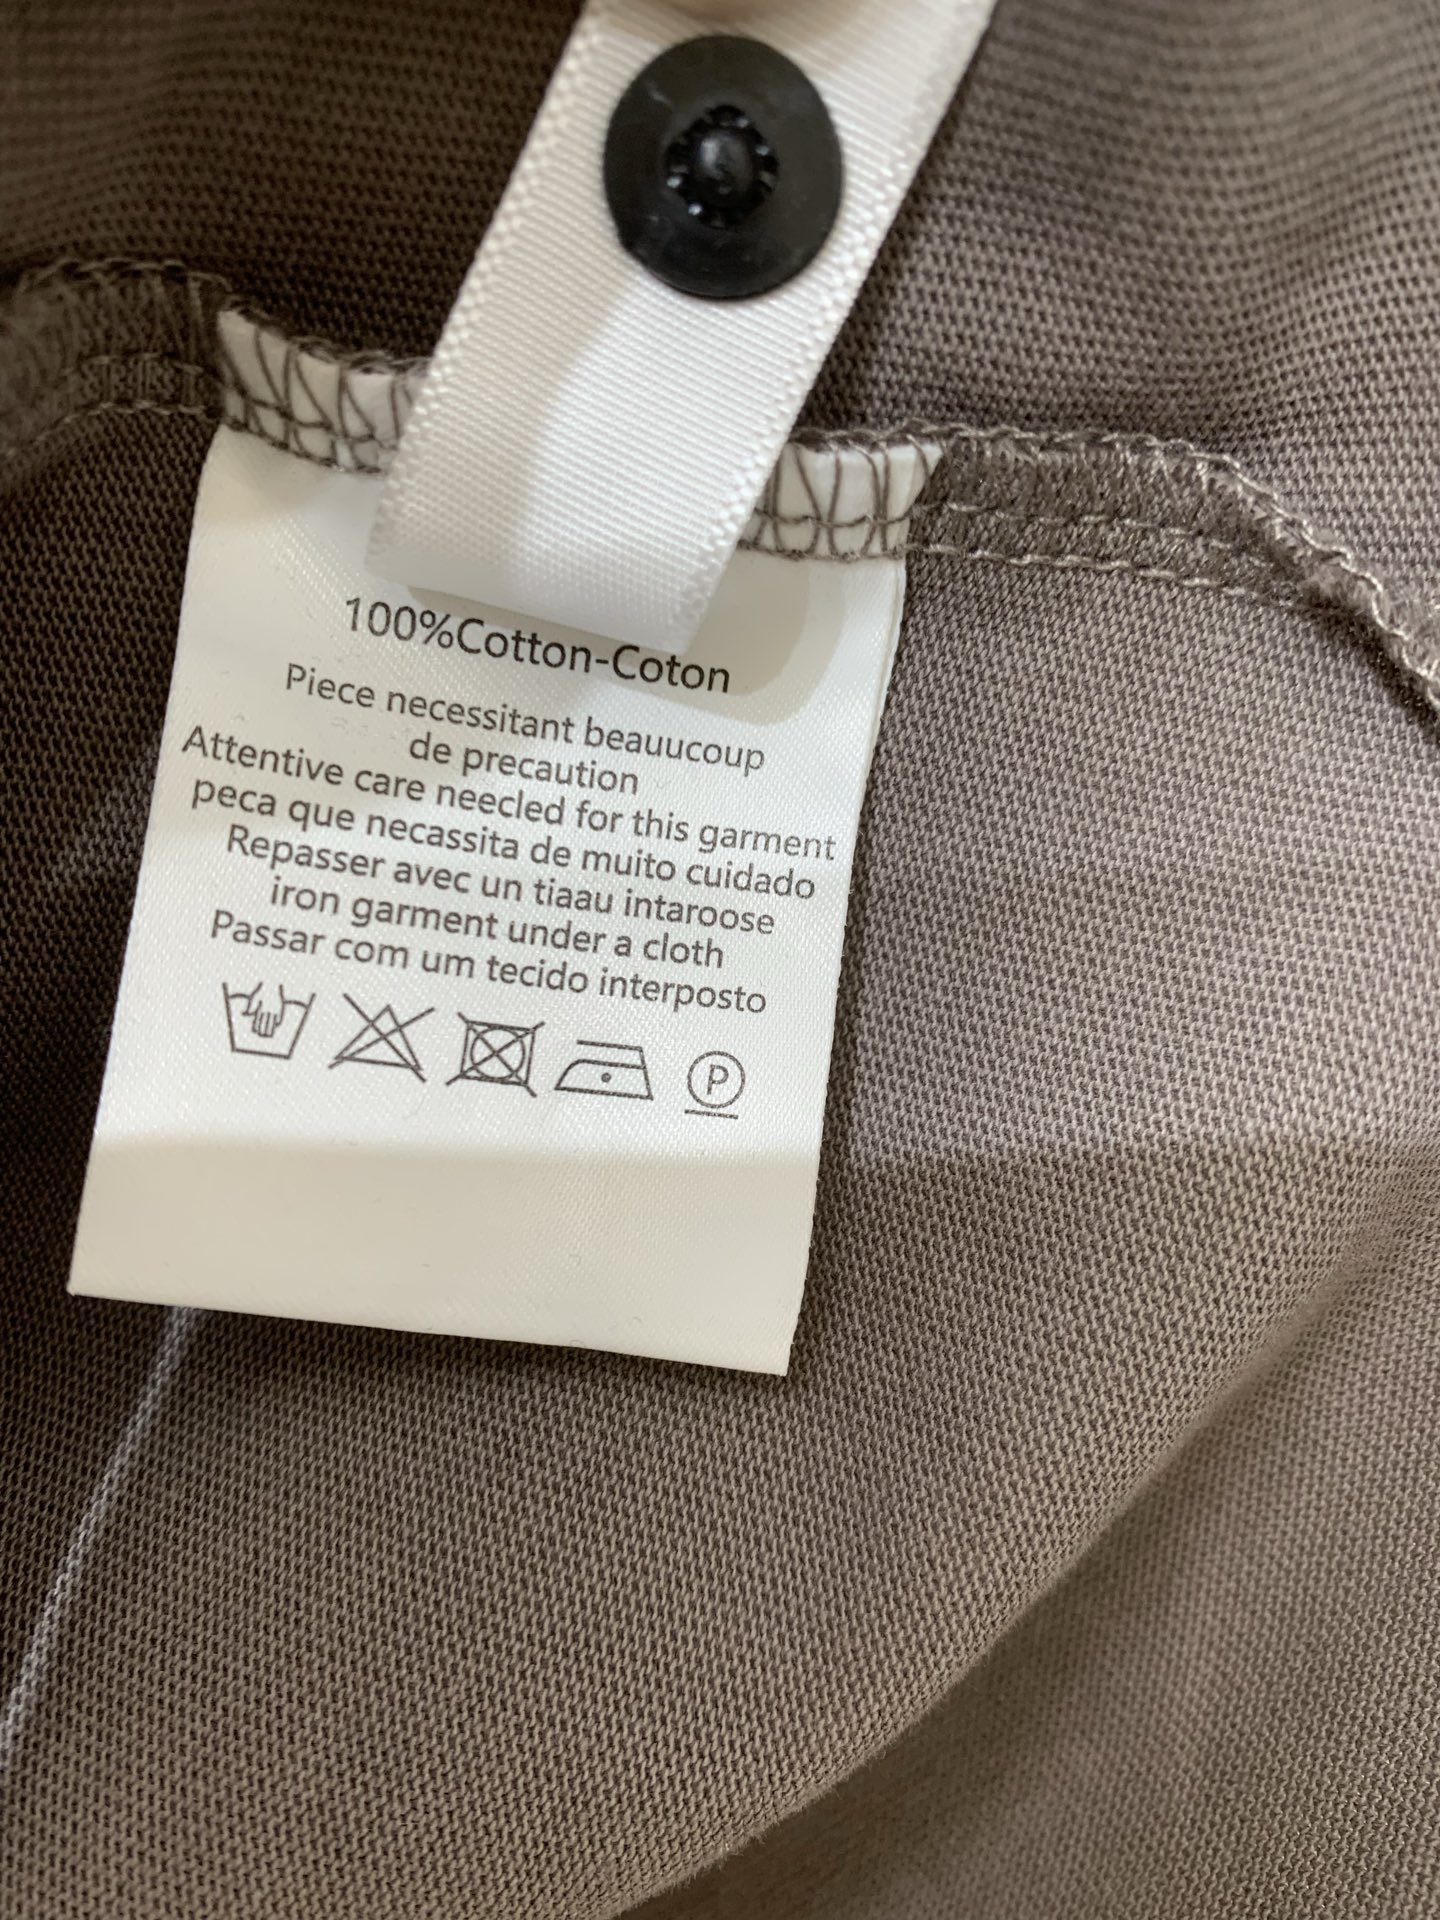 100%Cotton-Coton
Piece necessitant beauucoup
de precaution
Attentive care neecled for this garment
peca que necassita de muito cuidado
Repasser avec un tiaau intaroose
iron garment under a cloth
Passar com um tecido interposto
P